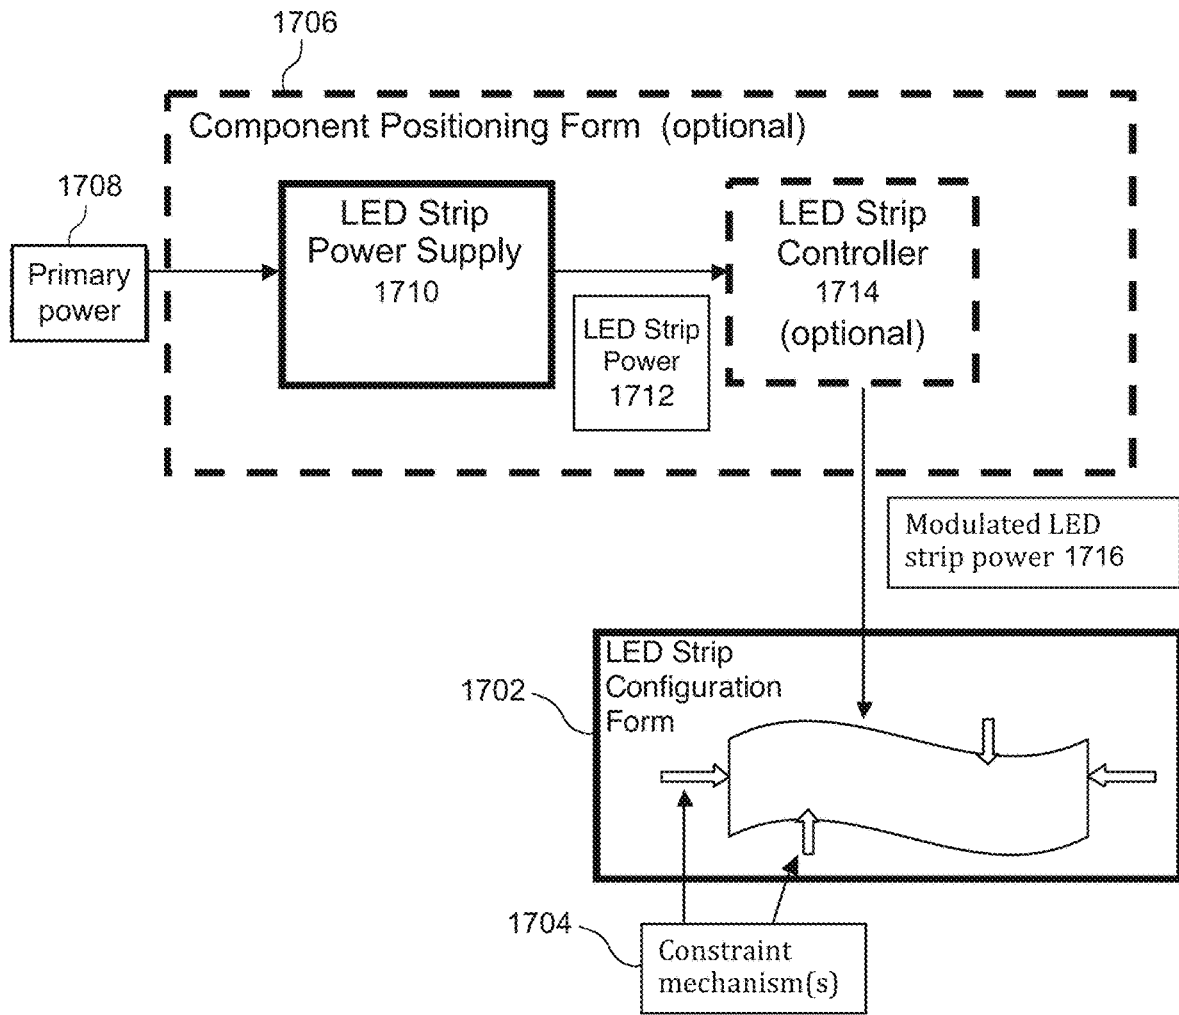 1706
Component Positioning Form (optional)
1708
Primary
power
LED Strip
Power Supply
1710
LED Strip
Power
1712
LED Strip
Controller
1714
(optional)
Modulated LED
strip power 1716
1702
LED Strip
Configuration
Form
1704
Constraint
mechanism(s)